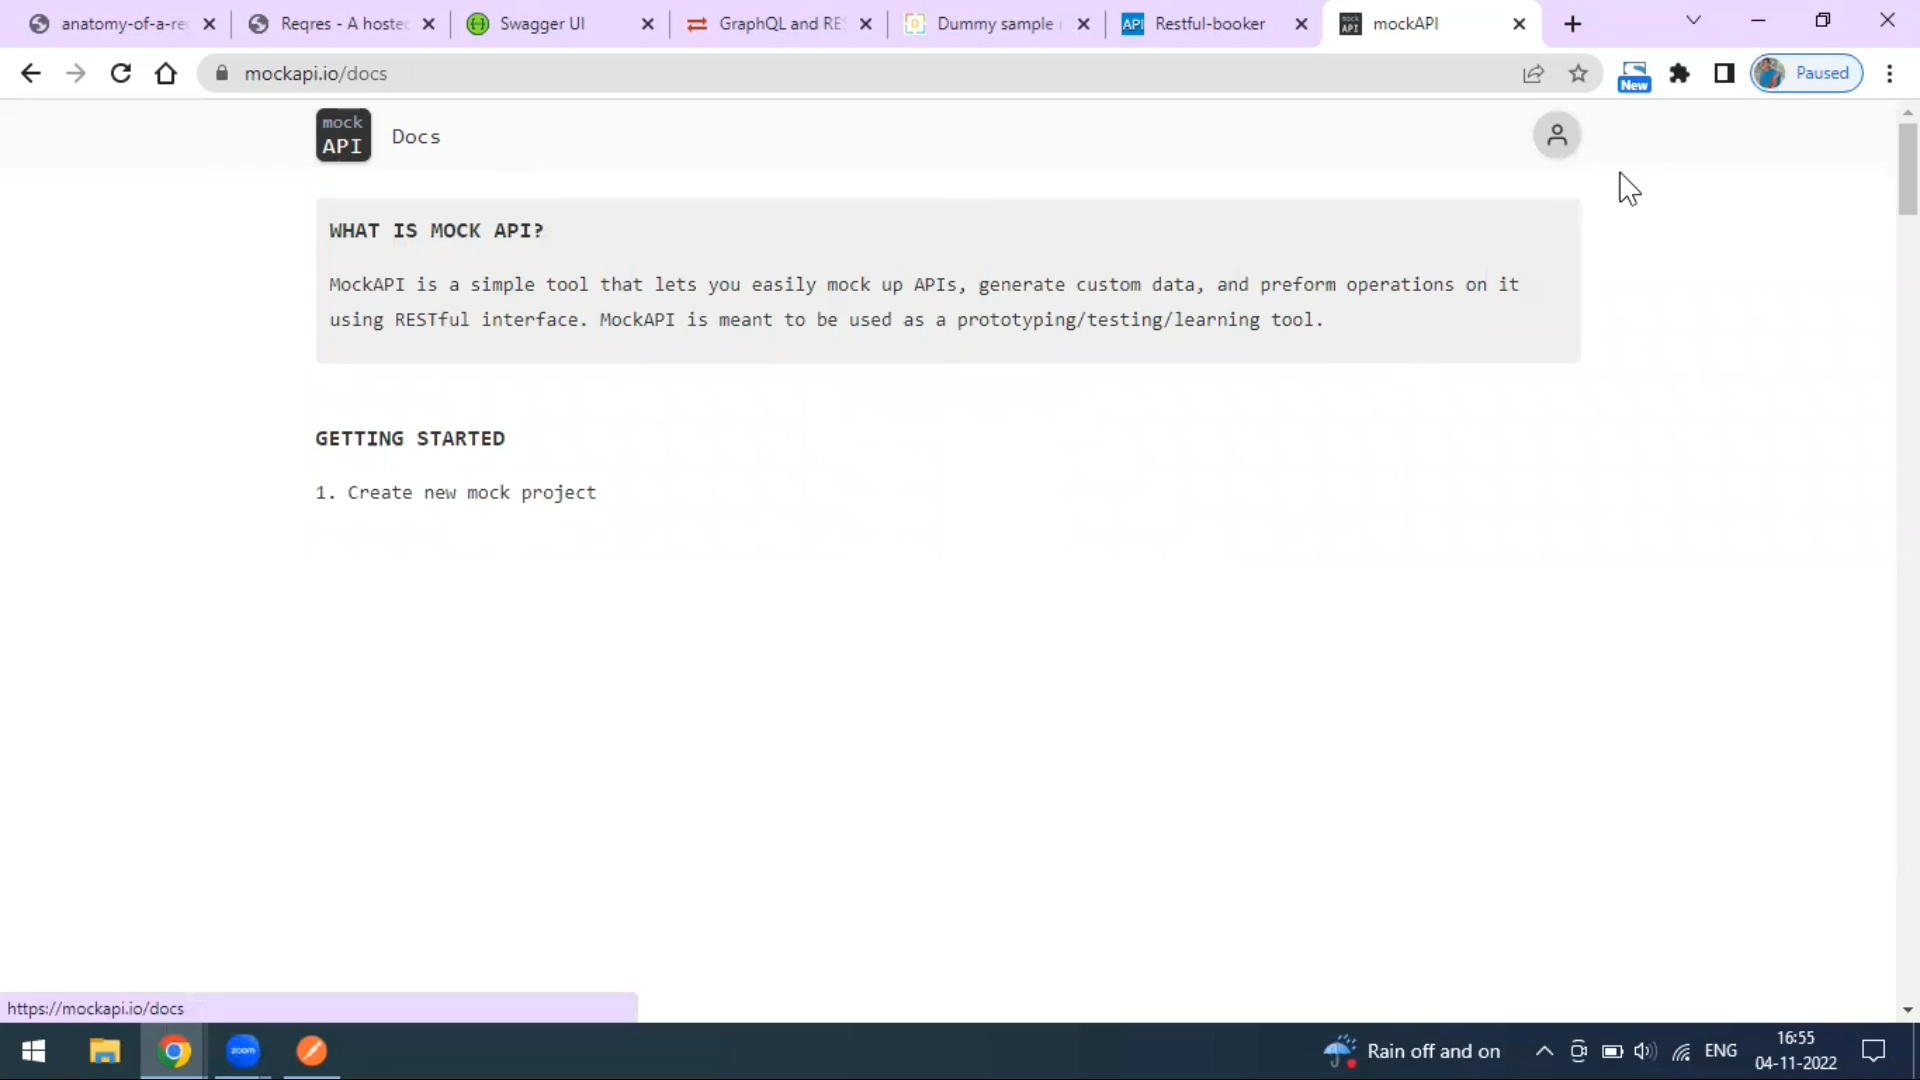 anatomy-of-a-re
Reqres - A hoste
Swagger UI
GraphQL and RE
Dummy sample
Restful-booker
mockAPI
API
mock
API
mockapi.io/docs
New
Paused
mock
API
Docs
WHAT IS MOCK API?
MockAPI is a simple tool that lets you easily mock up APIs, generate custom data, and preform operations on it
using RESTful interface. MockAPI is meant to be used as a prototyping/testing/learning tool.
GETTING STARTED
1. Create new mock project
https://mockapi.io/docs
zoom
Rain off and on
ENG
16:55
04-11-2022